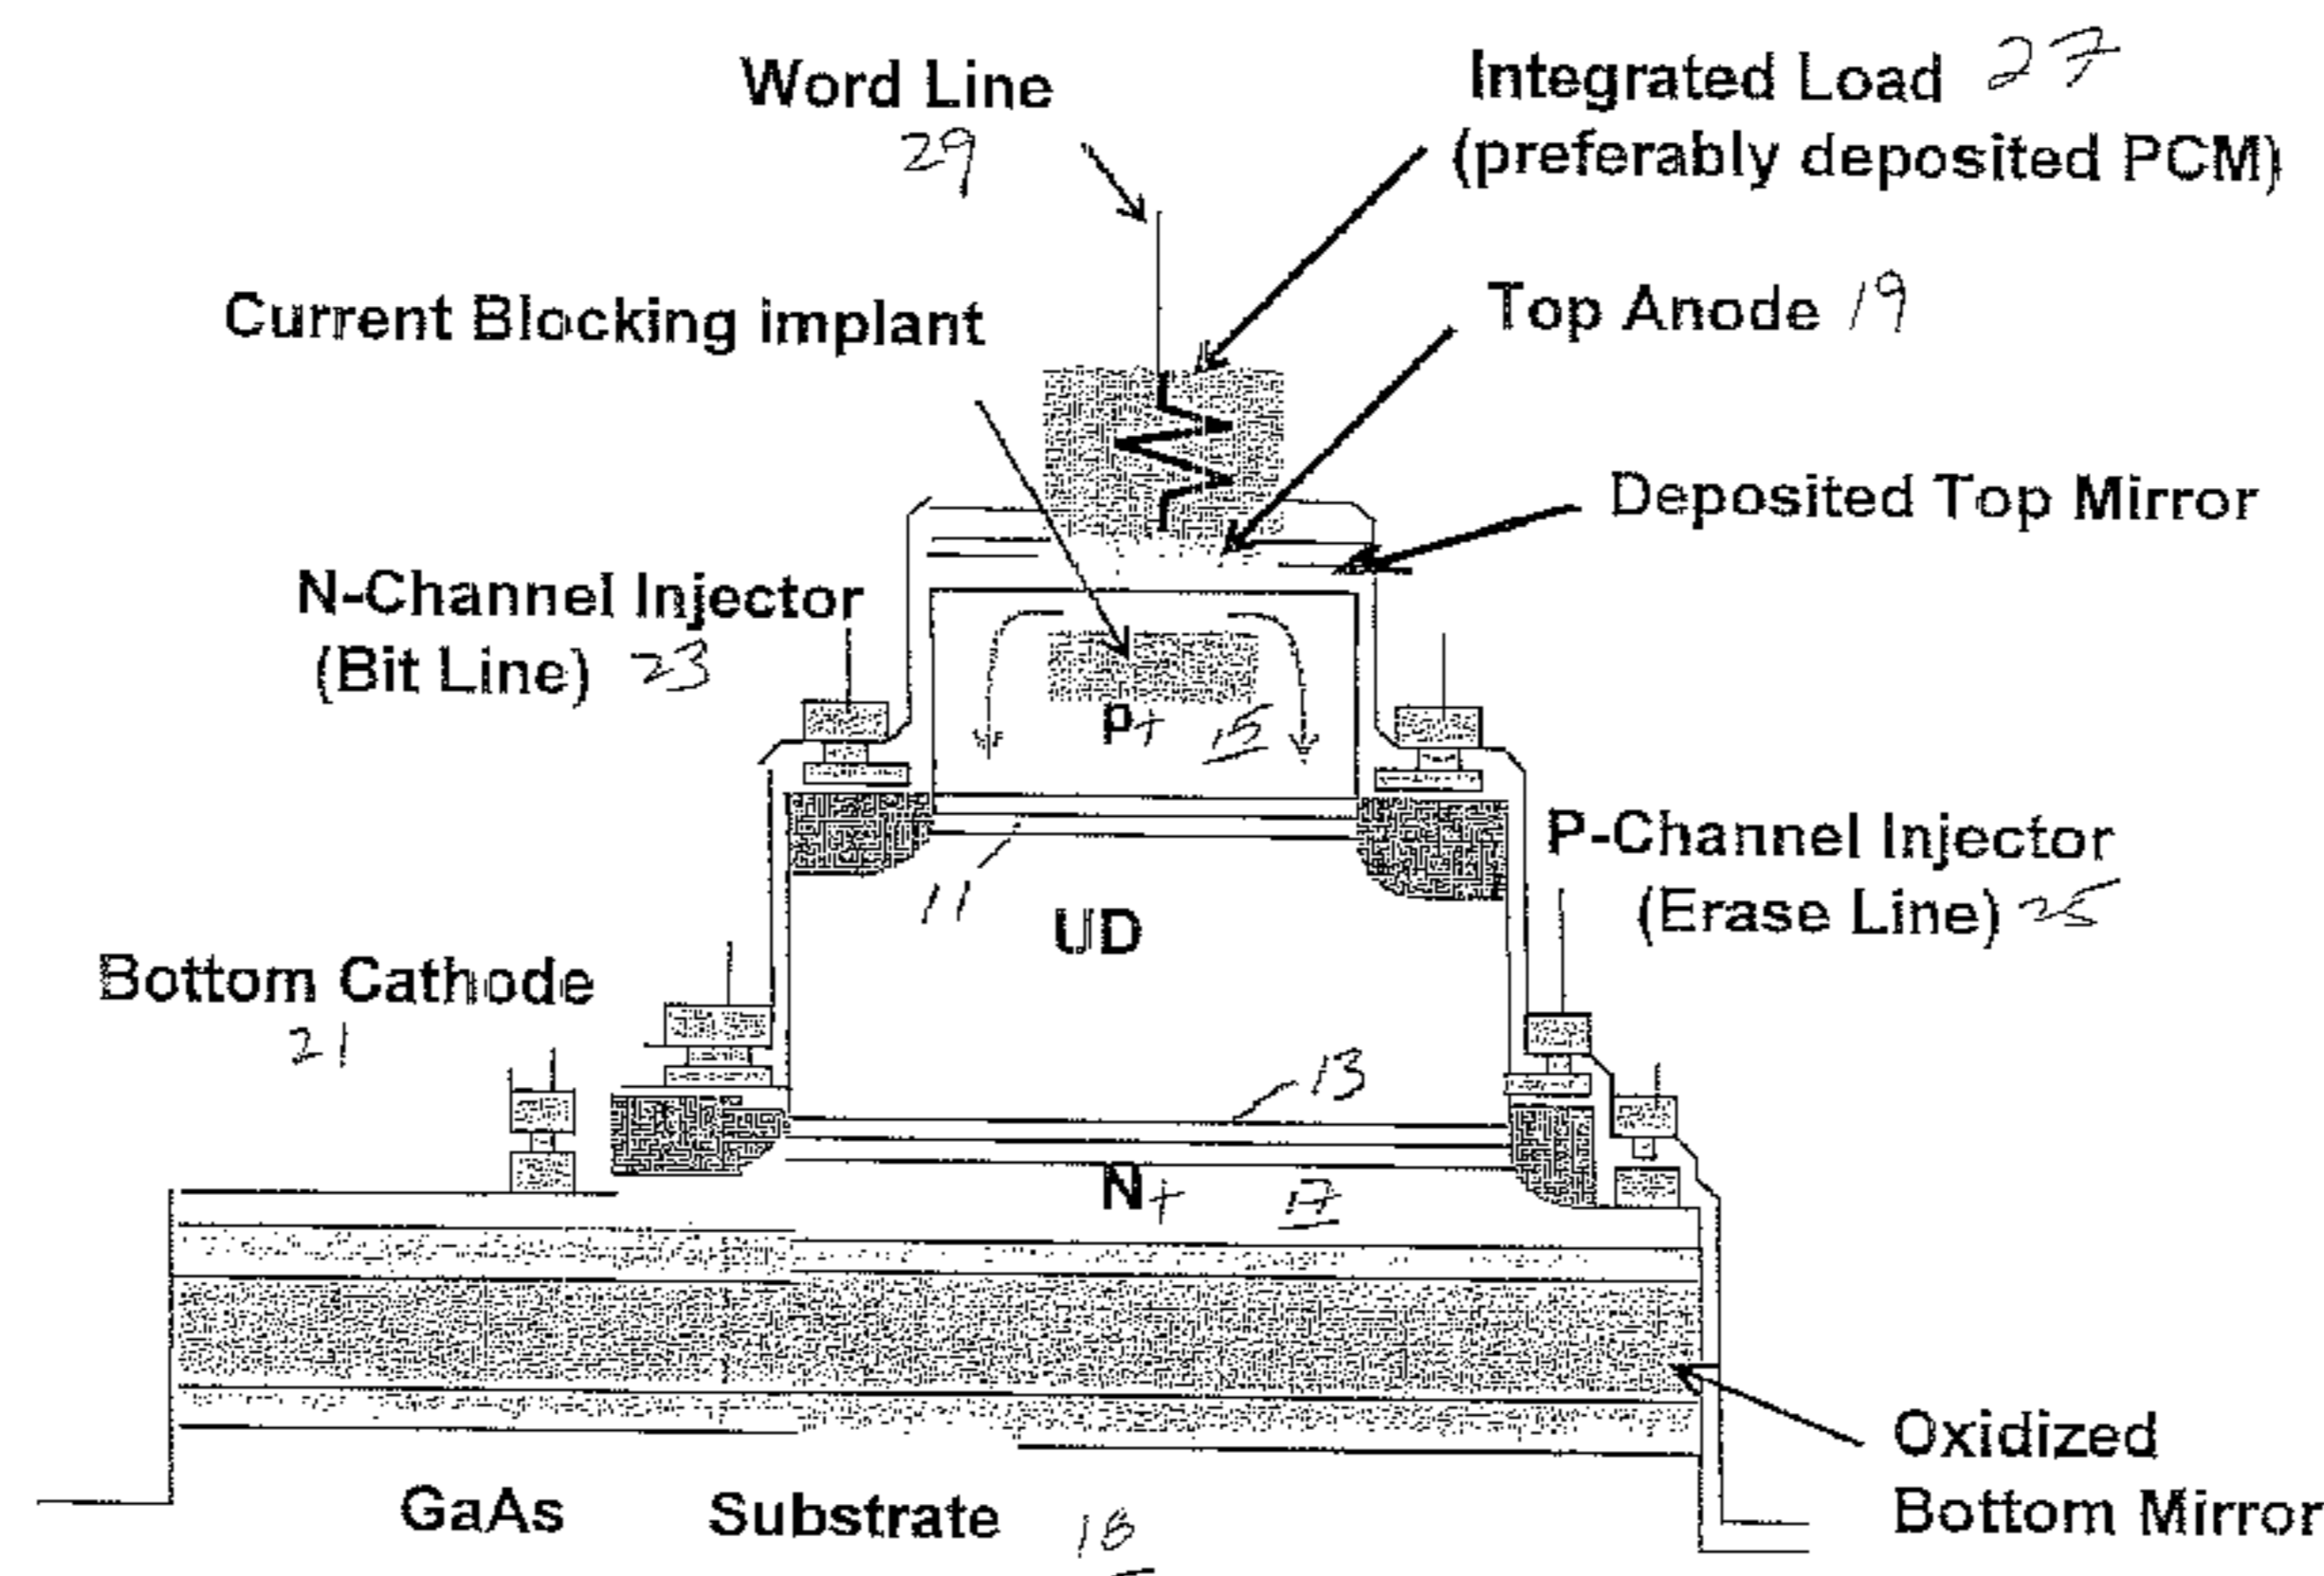 Word Line
29
Integrated Load 27
(preferably deposited PCM)
Current Blocking implant
Top Anode 19
Deposited Top Mirror
N-Channel Injector
(Bit Line) 23
P+ 15
P-Channel Injector
(Erase Line) 25
11
UD
Bottom Cathode
21
13
N+ 17
Oxidized
Bottom Mirror
GaAs Substrate 18